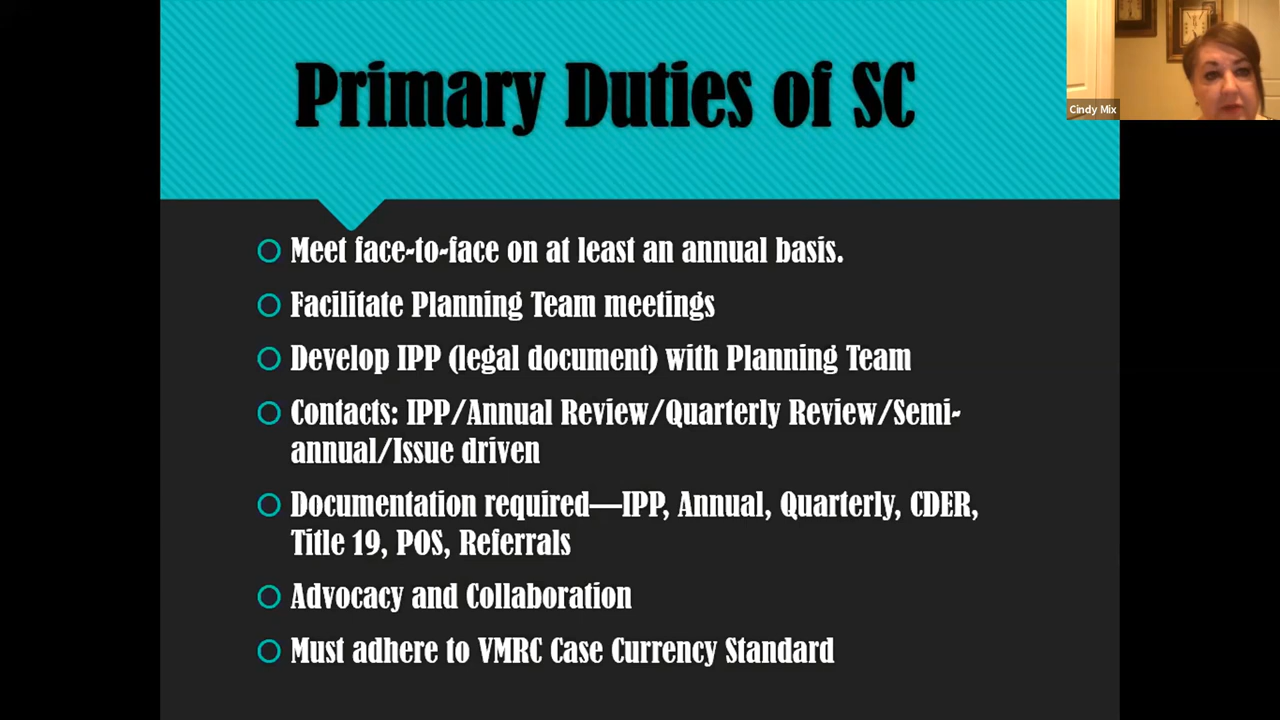 Primary Duties of SC
Cindy Mix
Meet face-to-face on at least an annual basis.
Facilitate Planning Team meetings
Develop IPP (legal document) with Planning Team
Contacts: IPP/Annual Review/Quarterly Review/Semi-
annual/Issue driven
Documentation required—IPP, Annual, Quarterly, CDER,
Title 19, POS, Referrals
Advocacy and Collaboration
Must adhere to VMRC Case Currency Standard